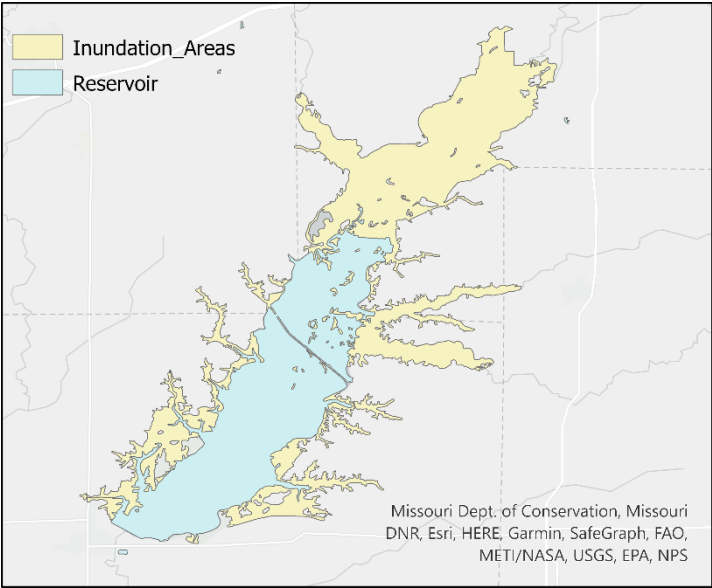 Inundation_Areas
Reservoir
Missouri Dept. of Conservation, Missouri
DNR, Esri, HERE, Garmin, SafeGraph, FAO,
METI/NASA, USGS, EPA, NPS